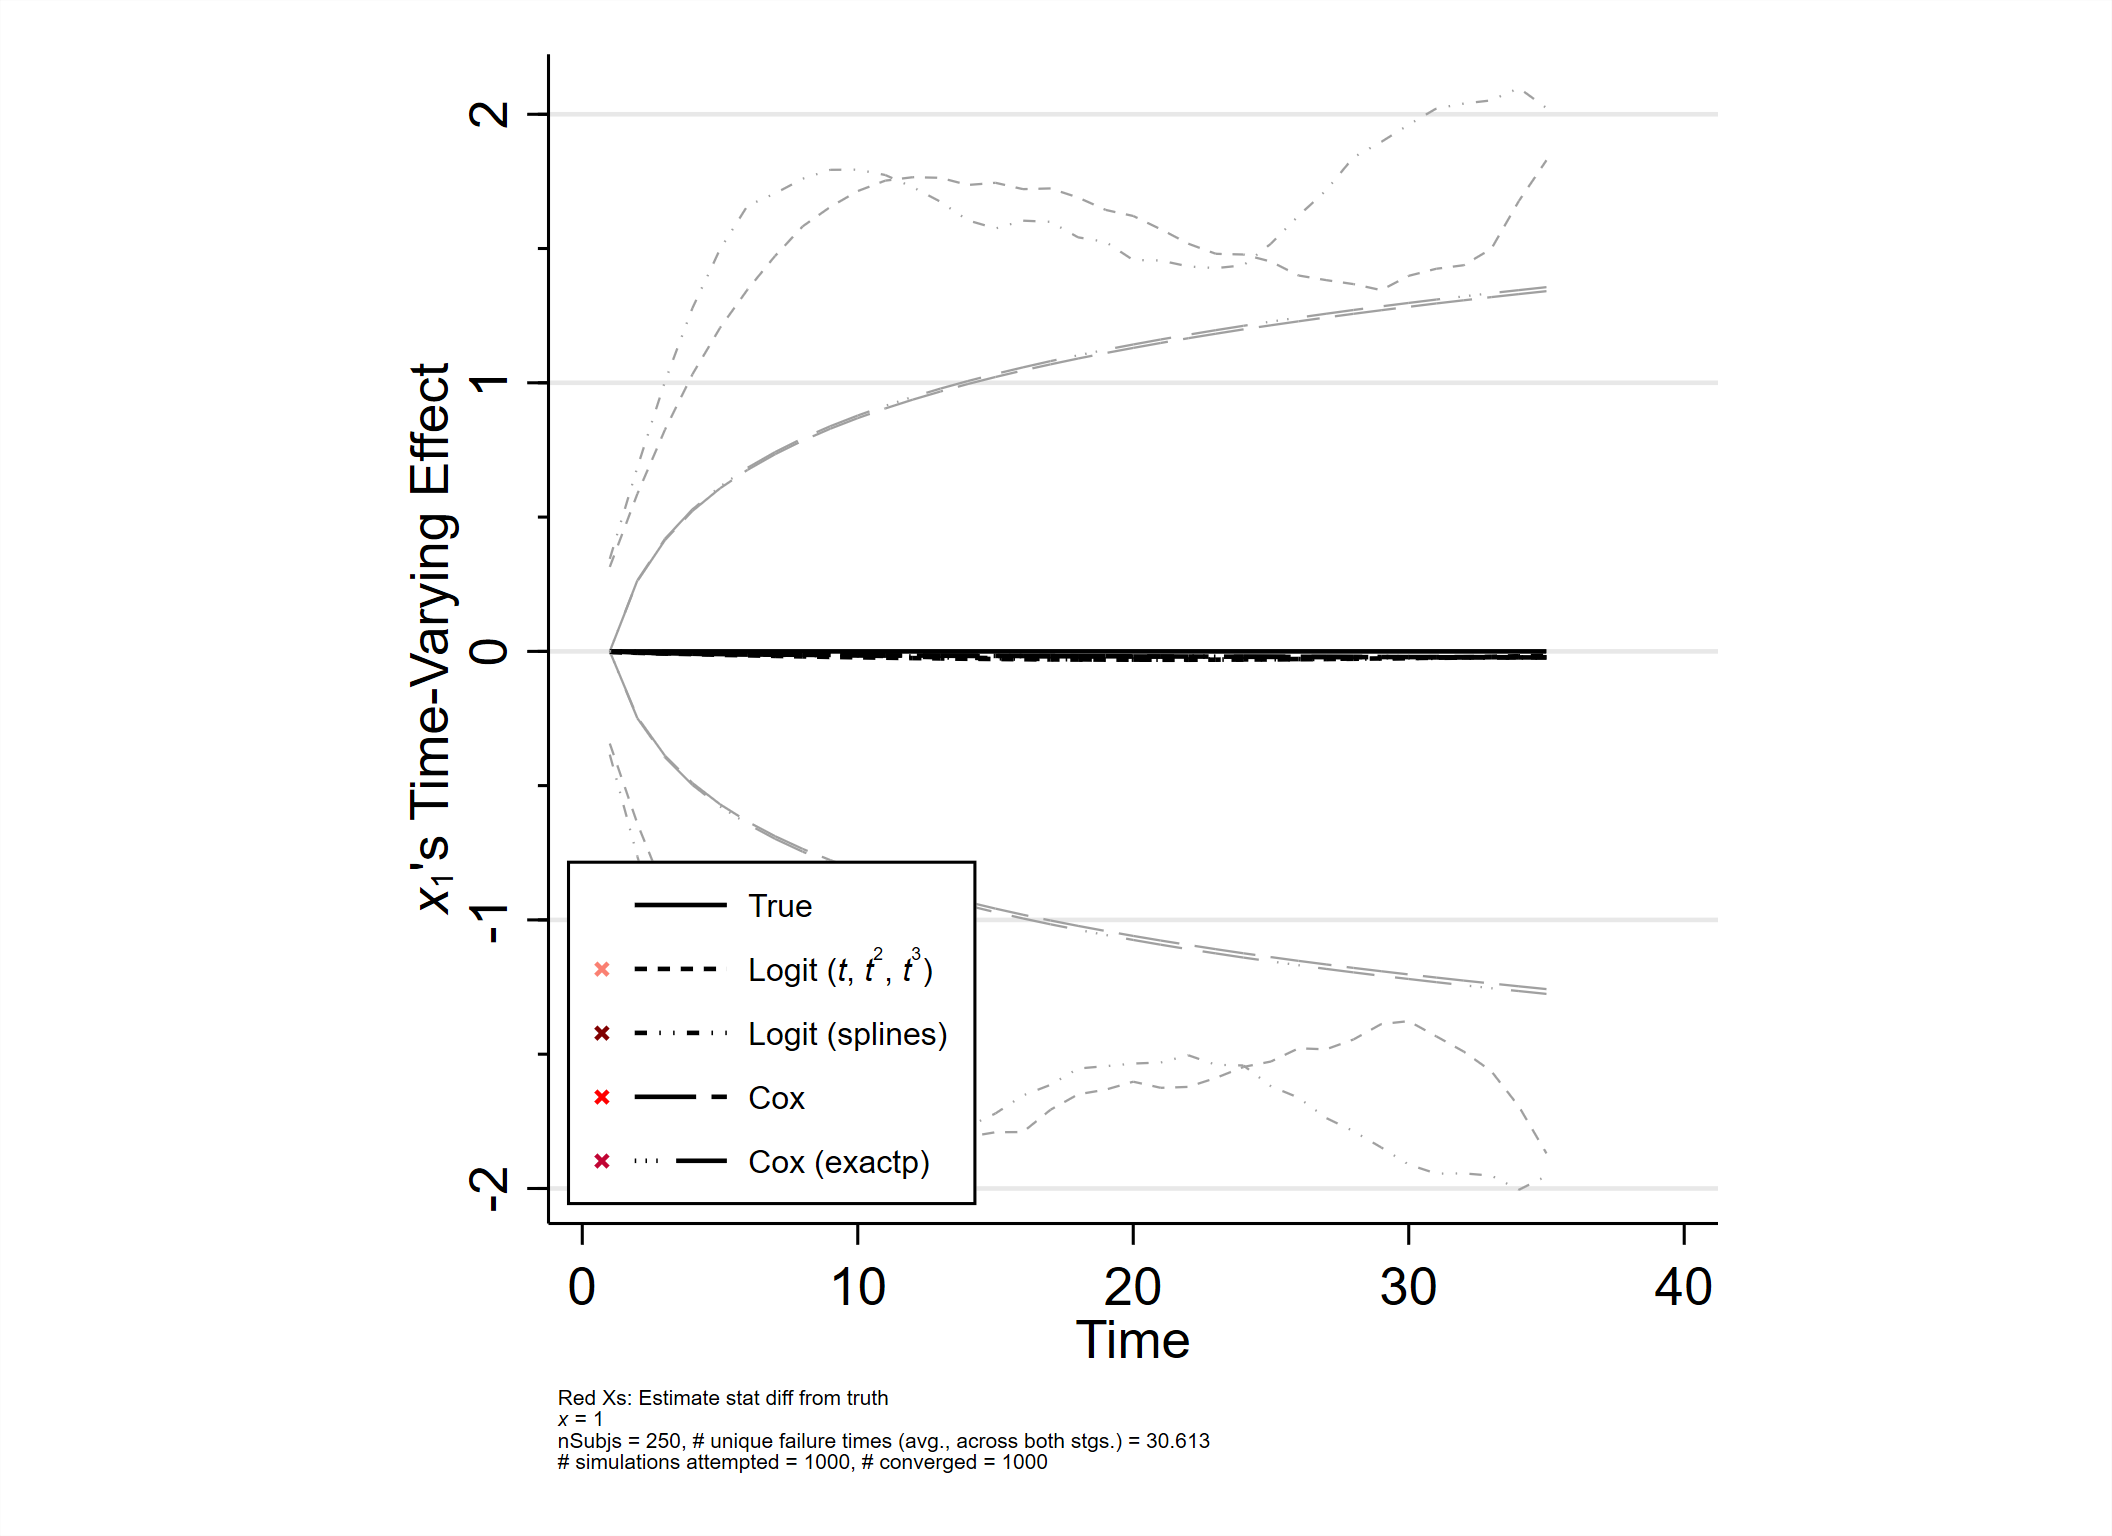 2
1
0
-1
-2
x₁'s Time-Varying Effect
True
Logit (t, t², t³)
Logit (splines)
Cox
Cox (exactp)
0 10 20 30 40
Time
Red Xs: Estimate stat diff from truth
x = 1
nSubjs = 250, # unique failure times (avg., across both stgs.) = 30.613
# simulations attempted = 1000, # converged = 1000